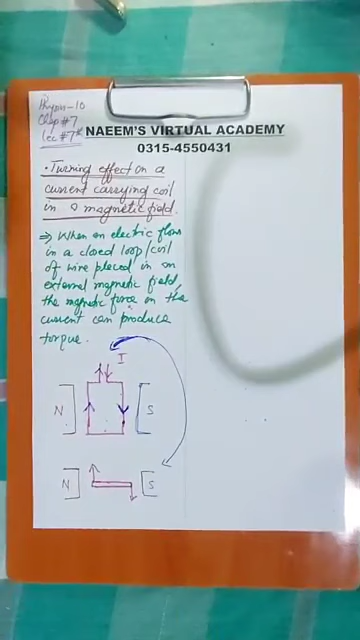 Physics-10
Chap#7
Lec #7*
NAEEM'S VIRTUAL ACADEMY
0315-4550431
• Turning effect on a
current carrying coil
in a magnetic field.
⇒ When an electric flows
in a closed loop/coil
of wire placed in an
external magnetic field,
the magnetic force on the
current can produce
torque.
I
N S
N S